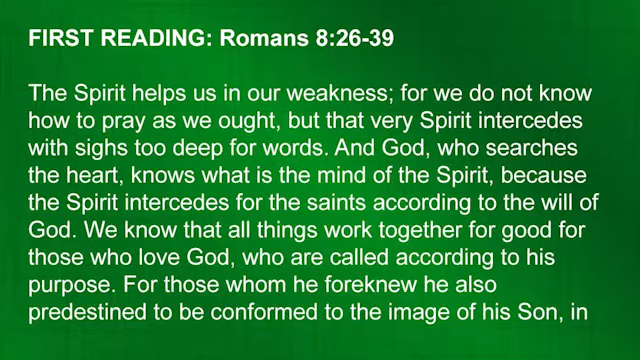 FIRST READING: Romans 8:26-39
The Spirit helps us in our weakness; for we do not know
how to pray as we ought, but that very Spirit intercedes
with sighs too deep for words. And God, who searches
the heart, knows what is the mind of the Spirit, because
the Spirit intercedes for the saints according to the will of
God. We know that all things work together for good for
those who love God, who are called according to his
purpose. For those whom he foreknew he also
predestined to be conformed to the image of his Son, in